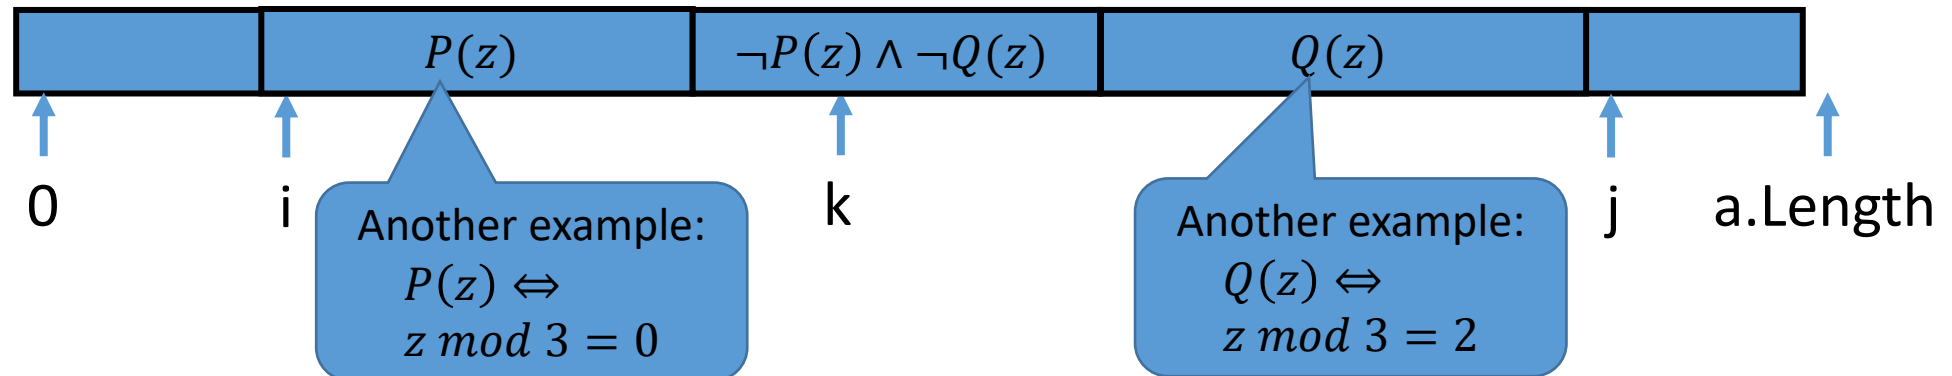 P(z)
¬P(z) ∧ ¬Q(z)
Q(z)
0
i
k
j
a.Length
Another example:
P(z) ⇔
z mod 3 = 0
Another example:
Q(z) ⇔
z mod 3 = 2